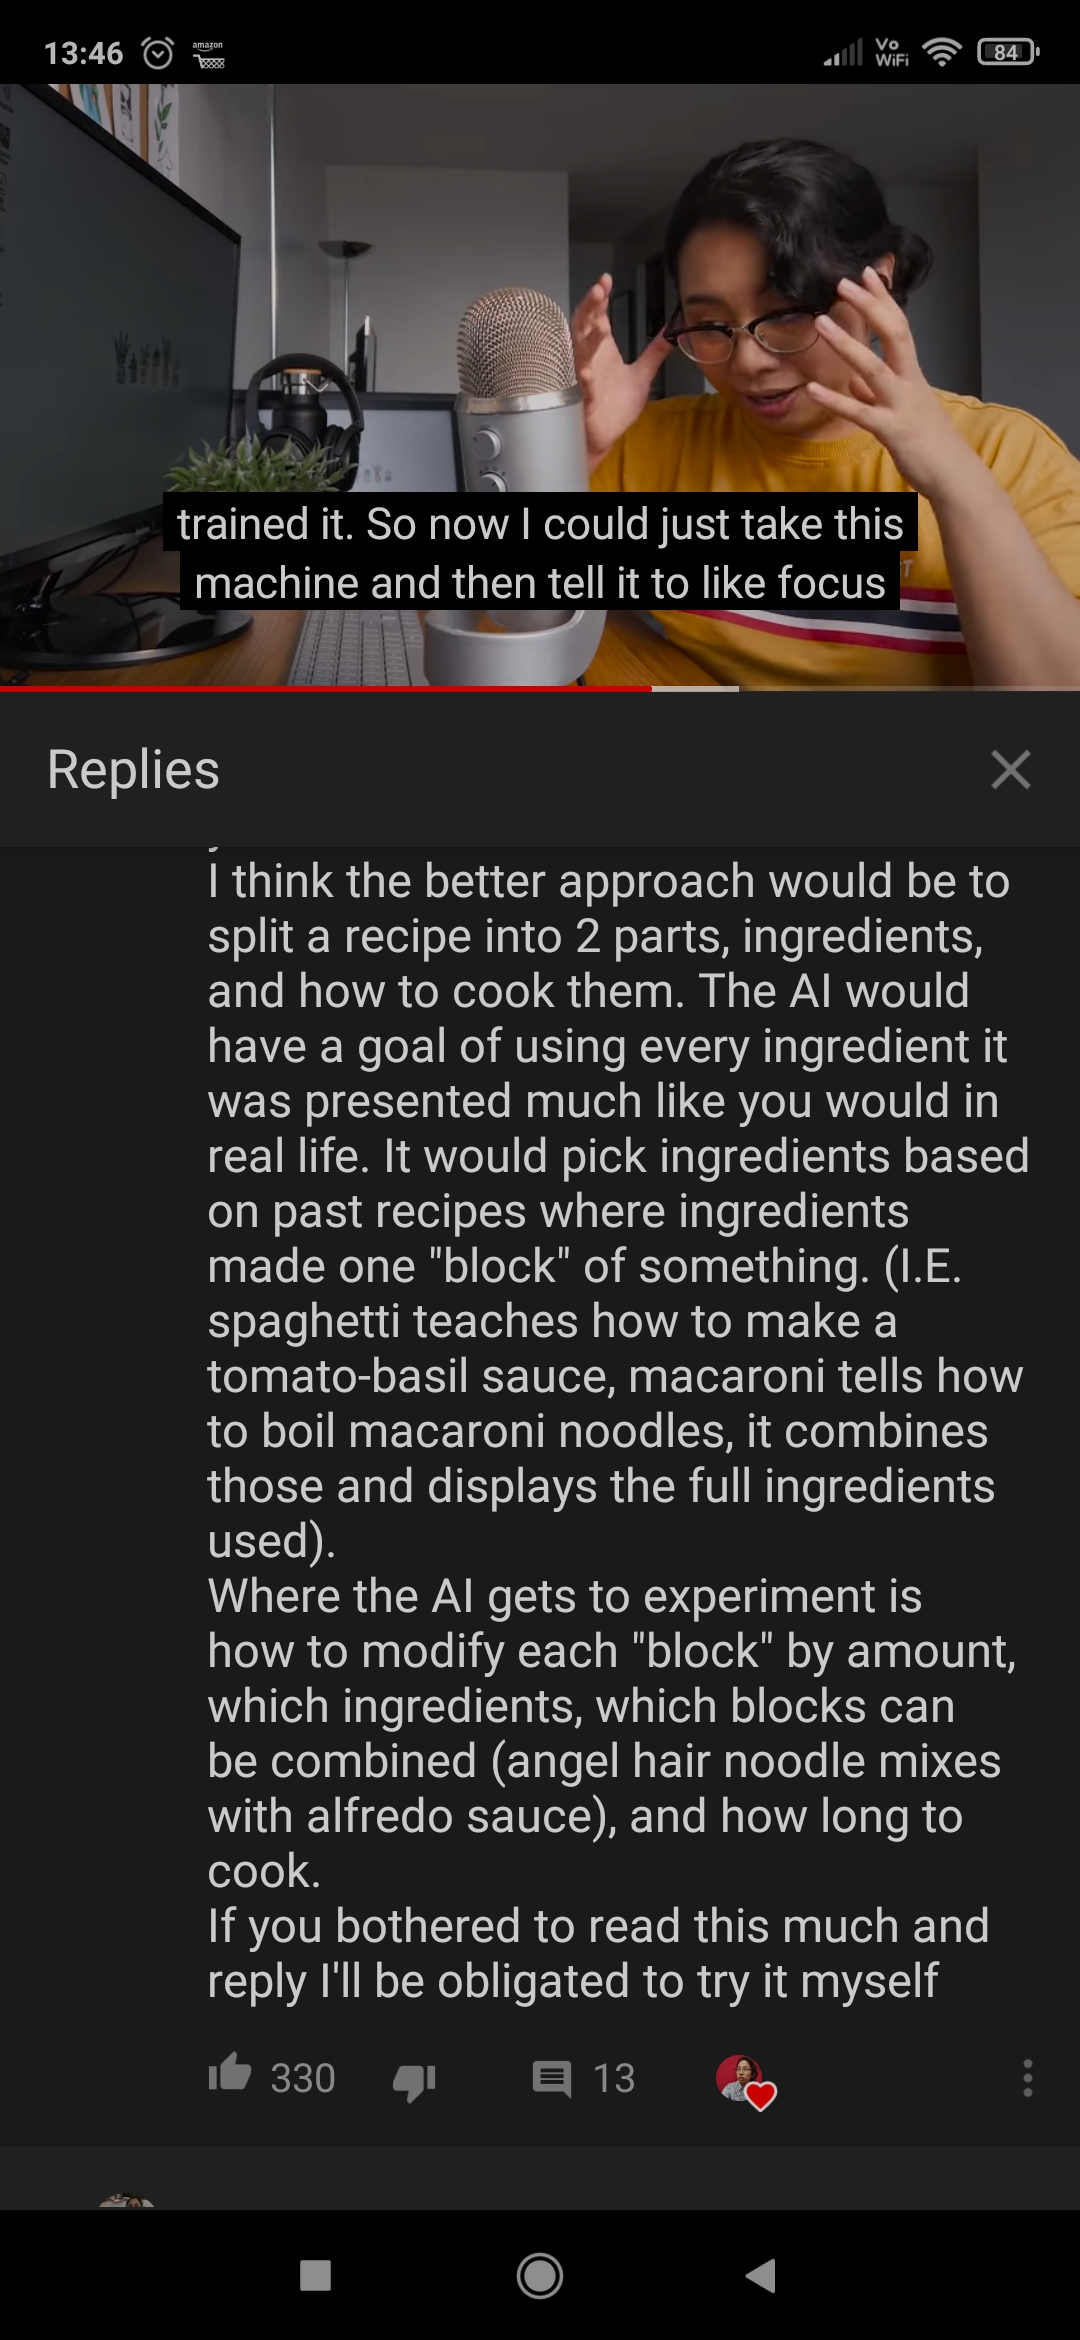 13:46
amazon
Vo
WiFi
84
trained it. So now I could just take this
machine and then tell it to like focus
Replies
I think the better approach would be to
split a recipe into 2 parts, ingredients,
and how to cook them. The AI would
have a goal of using every ingredient it
was presented much like you would in
real life. It would pick ingredients based
on past recipes where ingredients
made one "block" of something. (I.E.
spaghetti teaches how to make a
tomato-basil sauce, macaroni tells how
to boil macaroni noodles, it combines
those and displays the full ingredients
used).
Where the AI gets to experiment is
how to modify each "block" by amount,
which ingredients, which blocks can
be combined (angel hair noodle mixes
with alfredo sauce), and how long to
cook.
If you bothered to read this much and
reply I'll be obligated to try it myself
330
13